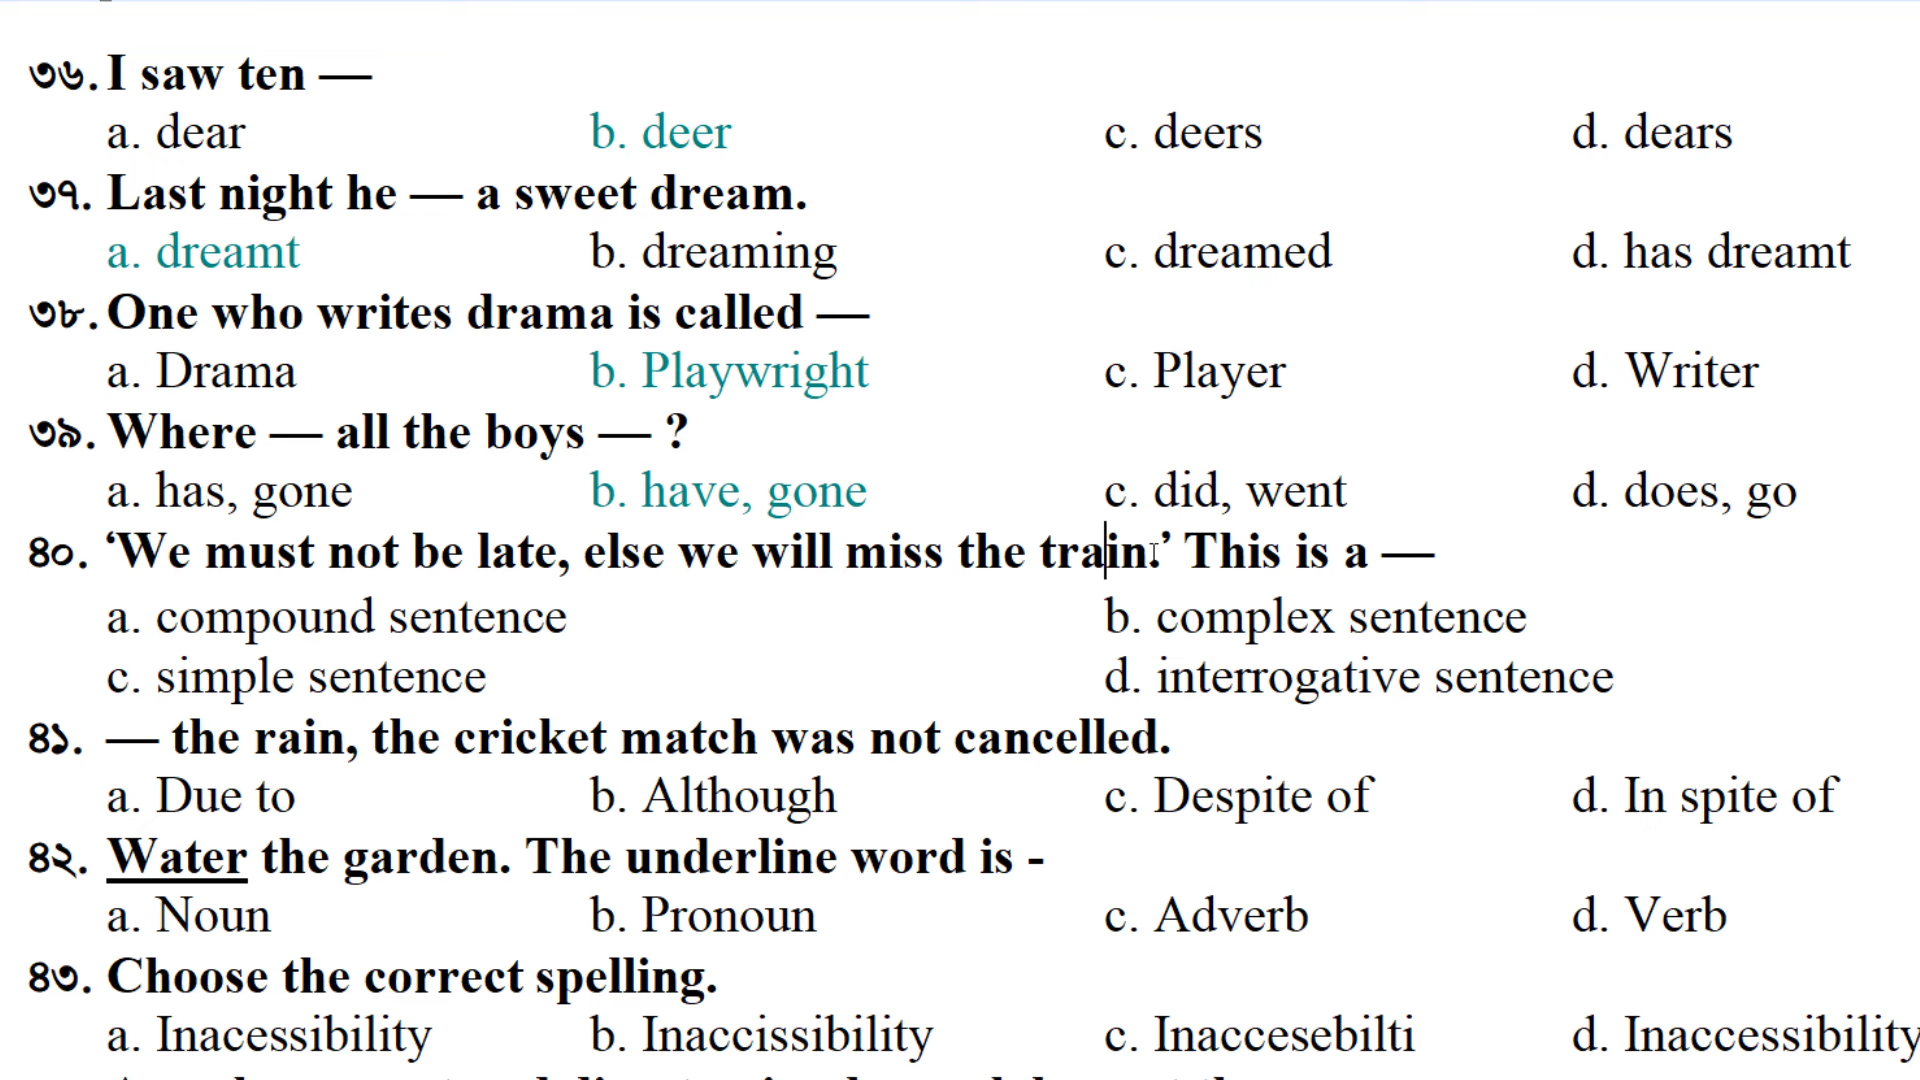 ৩৬. I saw ten —
a. dear b. deer c. deers d. dears
৩৭. Last night he — a sweet dream.
a. dreamt b. dreaming c. dreamed d. has dreamt
৩৮. One who writes drama is called —
a. Drama b. Playwright c. Player d. Writer
৩৯. Where — all the boys — ?
a. has, gone b. have, gone c. did, went d. does, go
৪০. ‘We must not be late, else we will miss the train.’ This is a —
a. compound sentence b. complex sentence
c. simple sentence d. interrogative sentence
৪১. — the rain, the cricket match was not cancelled.
a. Due to b. Although c. Despite of d. In spite of
৪২. Water the garden. The underline word is -
a. Noun b. Pronoun c. Adverb d. Verb
৪৩. Choose the correct spelling.
a. Inacessibility b. Inaccissibility c. Inaccesebilti d. Inaccessibility